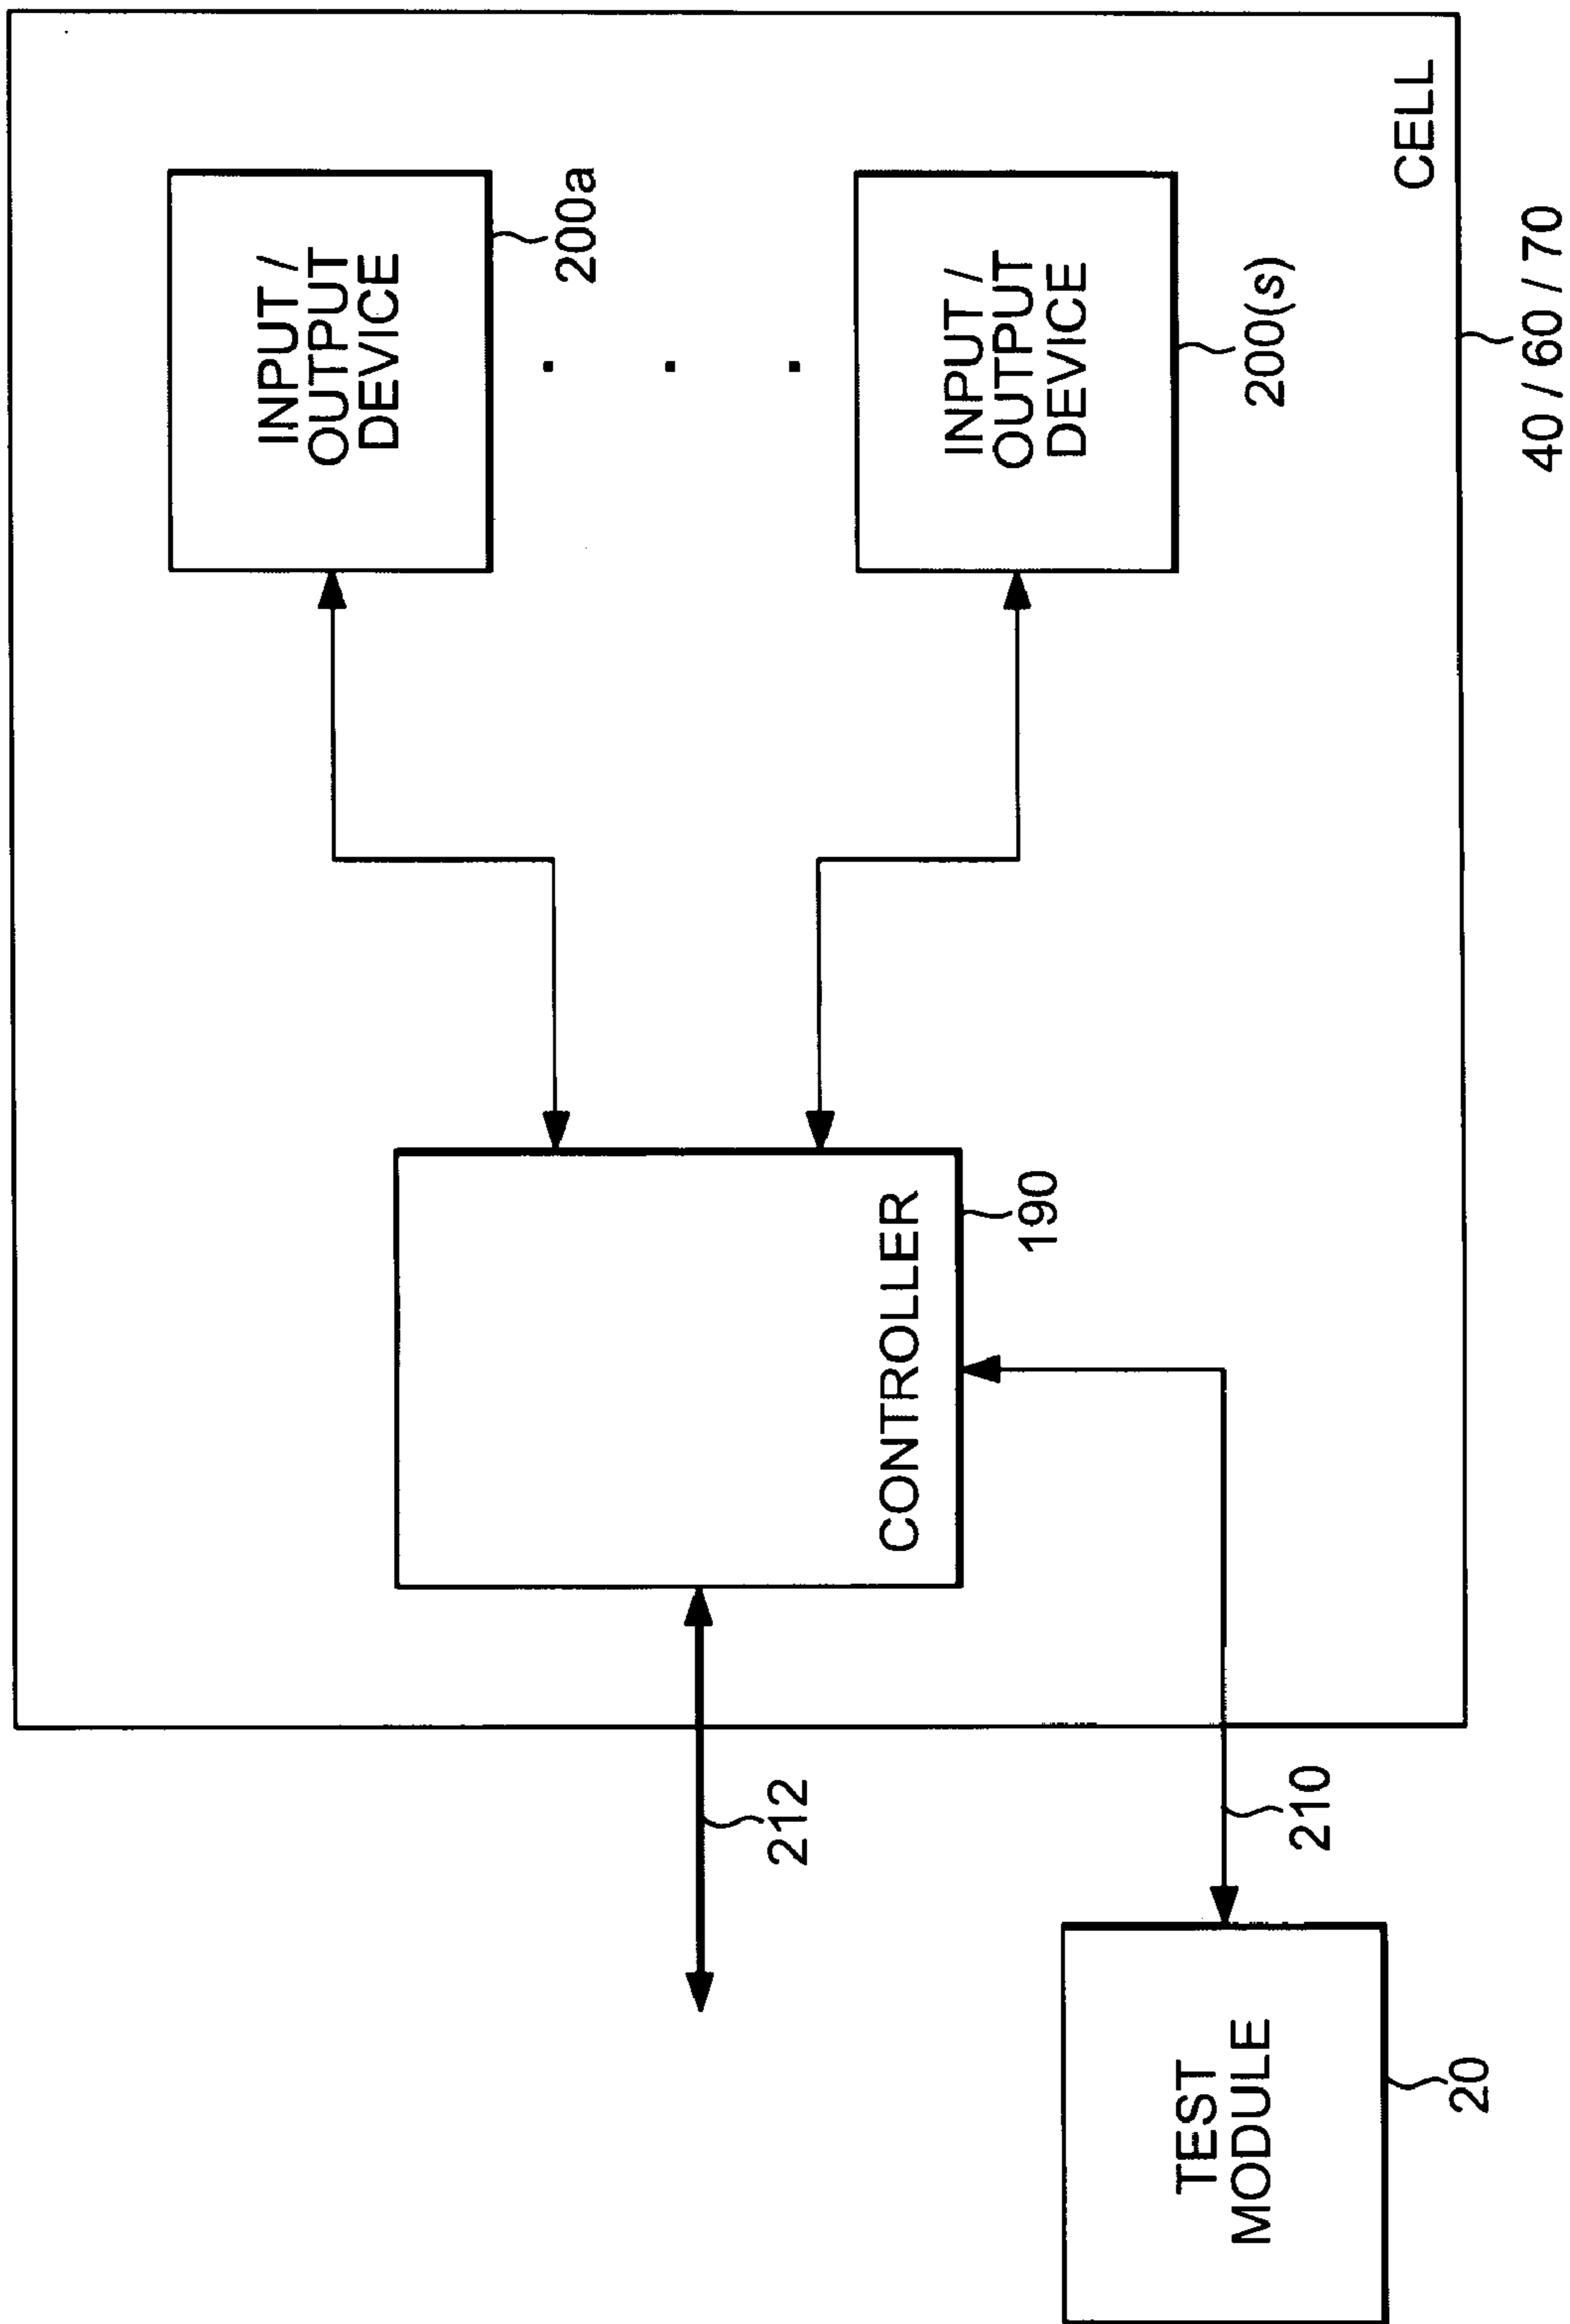 INPUT /
OUTPUT
DEVICE
200a
INPUT /
OUTPUT
DEVICE
200(s)
CELL
40 / 60 / 70
CONTROLLER
190
212
210
TEST
MODULE
20